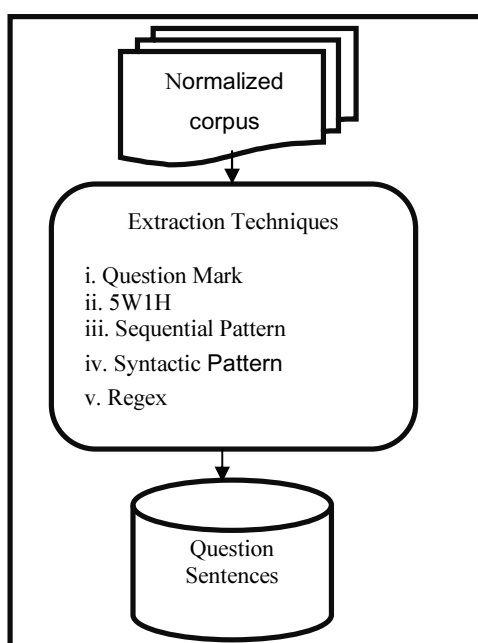 Normalized
corpus
Extraction Techniques
i. Question Mark
ii. 5W1H
iii. Sequential Pattern
iv. Syntactic Pattern
v. Regex
Question
Sentences